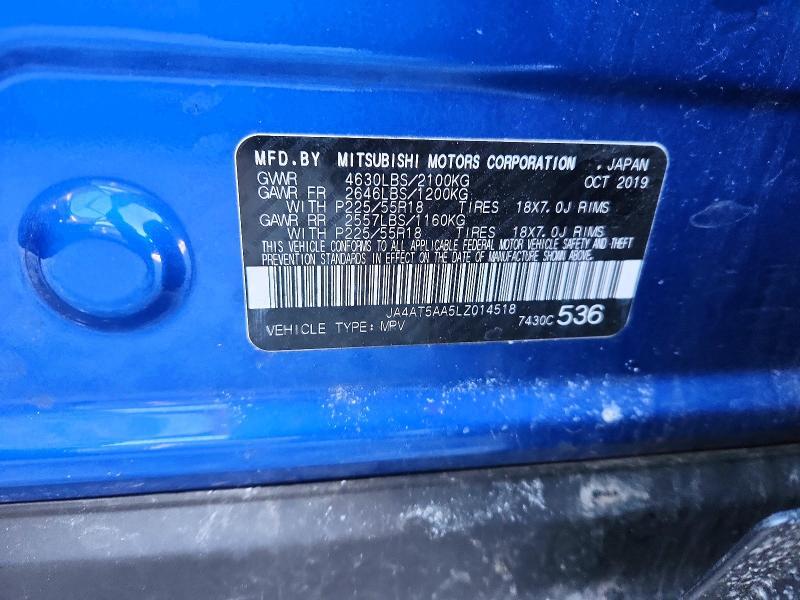 MFD.BY MITSUBISHI MOTORS CORPORATION , JAPAN
GVWR 4630LBS/2100KG OCT 2019
GAWR FR 2646LBS/1200KG
WITH P225/55R18 TIRES 18X7.0J RIMS
GAWR RR 2557LBS/1160KG
WITH P225/55R18 TIRES 18X7.0J RIMS
THIS VEHICLE CONFORMS TO ALL APPLICABLE FEDERAL MOTOR VEHICLE SAFETY AND THEFT
PREVENTION STANDARDS IN EFFECT ON THE DATE OF MANUFACTURE SHOWN ABOVE.
JA4AT5AA5LZ014518
VEHICLE TYPE: MPV 7430C 536